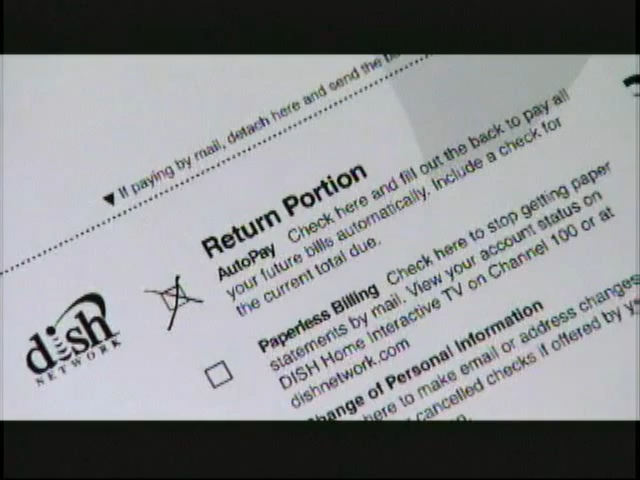 ▼ If paying by mail, detach here and send the
Return Portion
AutoPay Check here and fill out the back to pay all
your future bills automatically. Include a check for
the current total due.
Paperless Billing Check here to stop getting paper
statements by mail. View your account status on
DISH Home Interactive TV on Channel 100 or at
dishnetwork.com
Change of Personal Information
here to make email or address changes
cancelled checks if offered by
dish
NETWORK